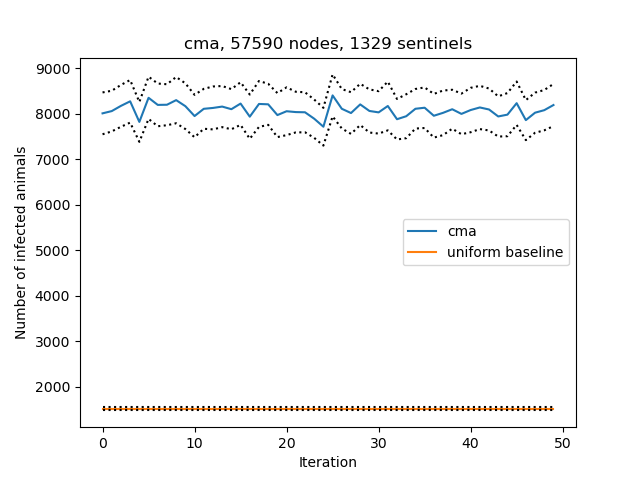 cma, 57590 nodes, 1329 sentinels
Number of infected animals
9000
8000
7000
6000
5000
4000
3000
2000
cma
uniform baseline
0
10
20
30
40
50
Iteration